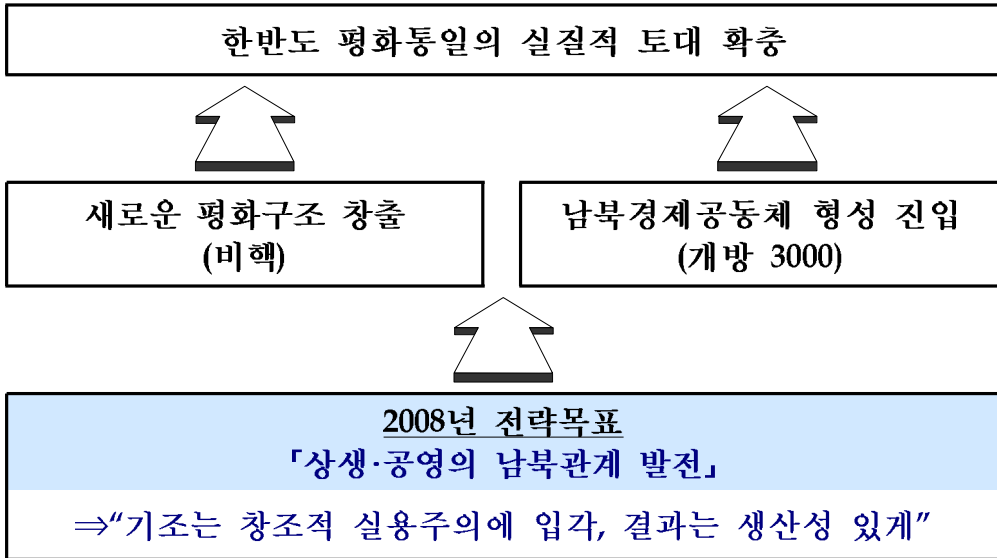 한반도 평화통일의 실질적 토대 확충
새로운 평화구조 창출
(비핵)
남북경제공동체 형성 진입
(개방 3000)
2008년 전략목표
「상생·공영의 남북관계 발전」
⇒“기조는 창조적 실용주의에 입각, 결과는 생산성 있게”